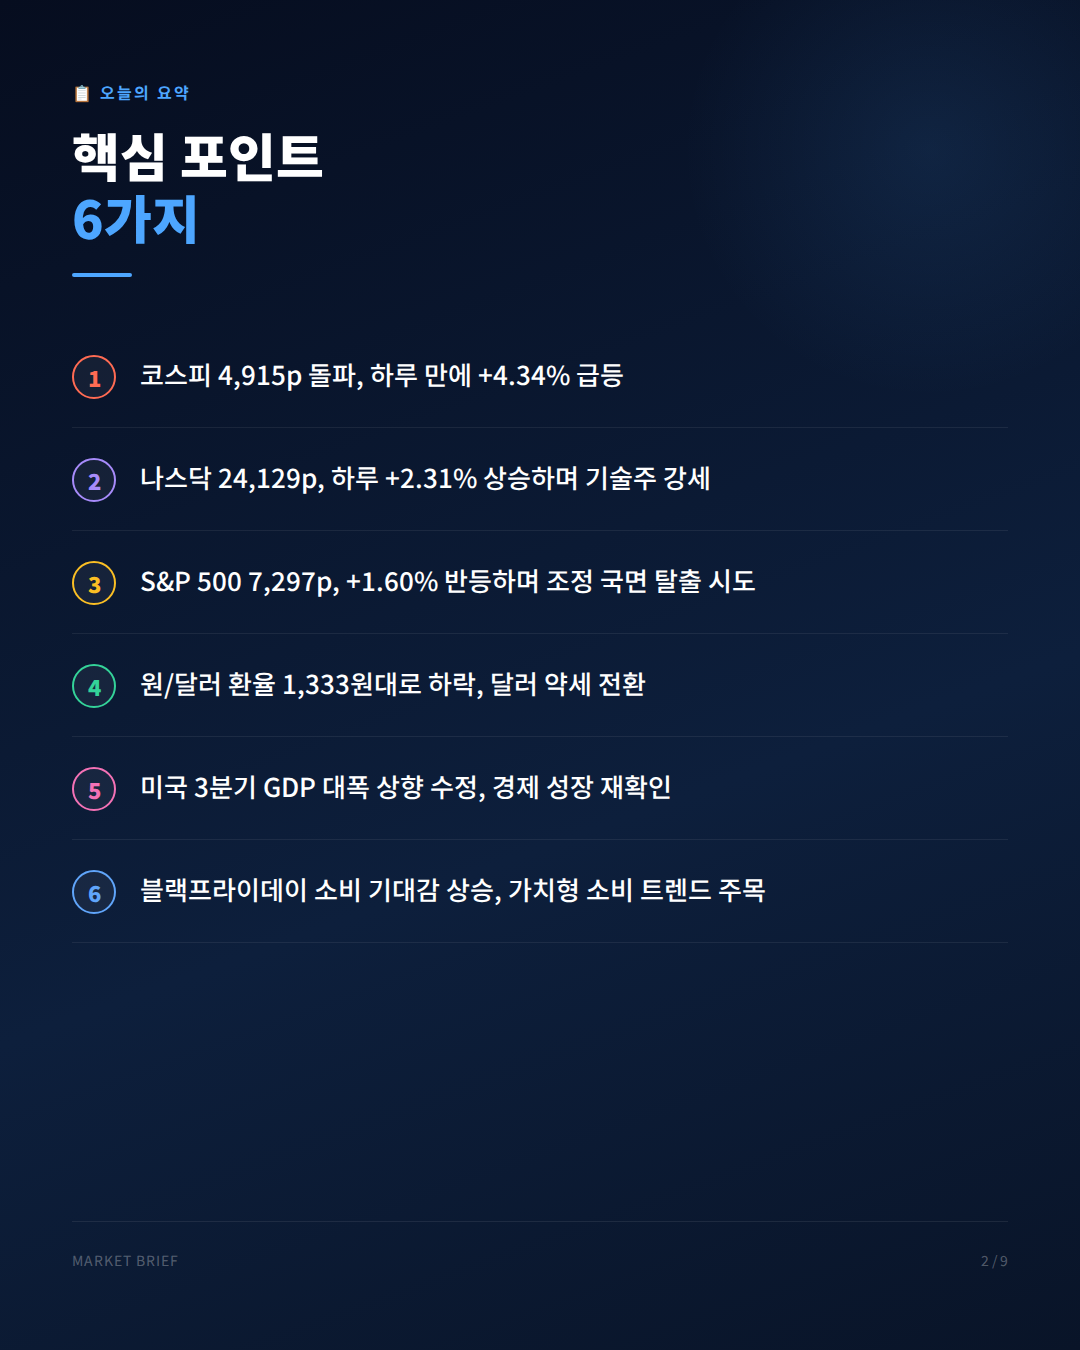 📋 오늘의 요약
핵심 포인트
6가지
1 코스피 4,915p 돌파, 하루 만에 +4.34% 급등
2 나스닥 24,129p, 하루 +2.31% 상승하며 기술주 강세
3 S&P 500 7,297p, +1.60% 반등하며 조정 국면 탈출 시도
4 원/달러 환율 1,333원대로 하락, 달러 약세 전환
5 미국 3분기 GDP 대폭 상향 수정, 경제 성장 재확인
6 블랙프라이데이 소비 기대감 상승, 가치형 소비 트렌드 주목
MARKET BRIEF
2 / 9